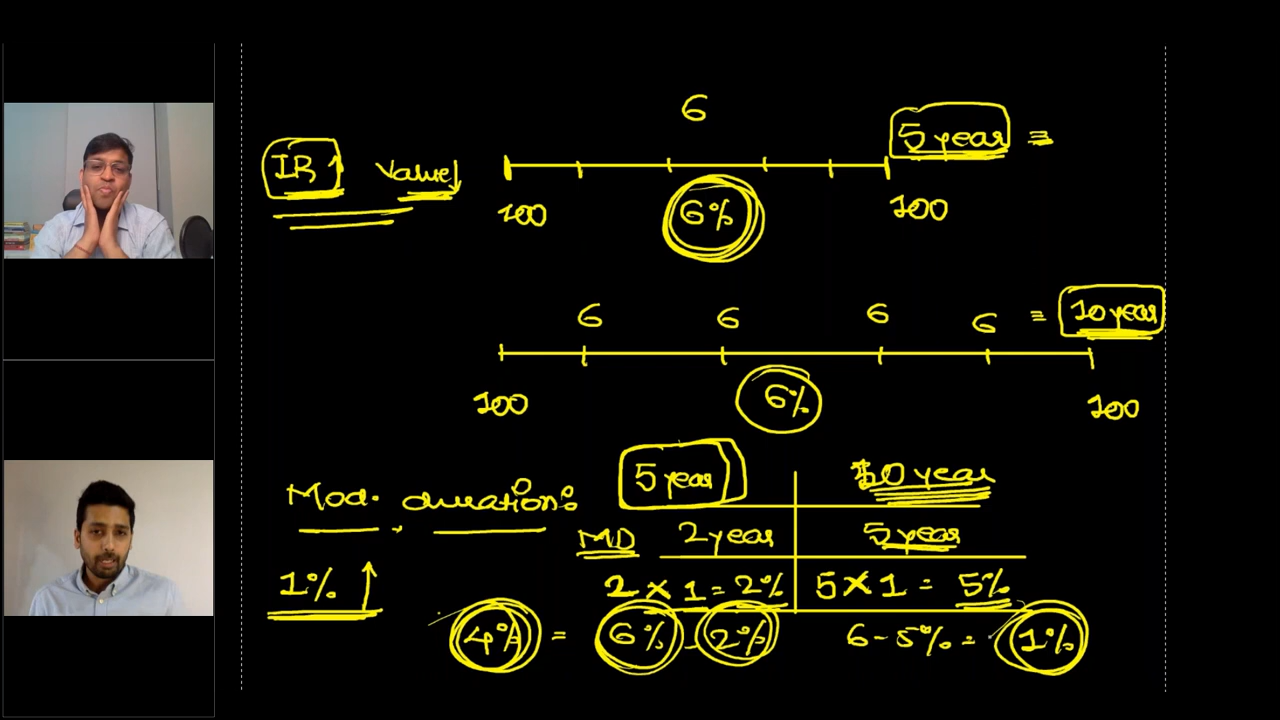 6
5 year =
IR ↑ Value ↓
6%
100 100
6 6 6 6 = 10 year
6%
100 100
5 year 10 year
Mod. durations
MD 2 year 5 year
1% ↑ 2 x 1 = 2% 5 x 1 = 5%
4% = 6% - 2% 6 - 5% = 1%